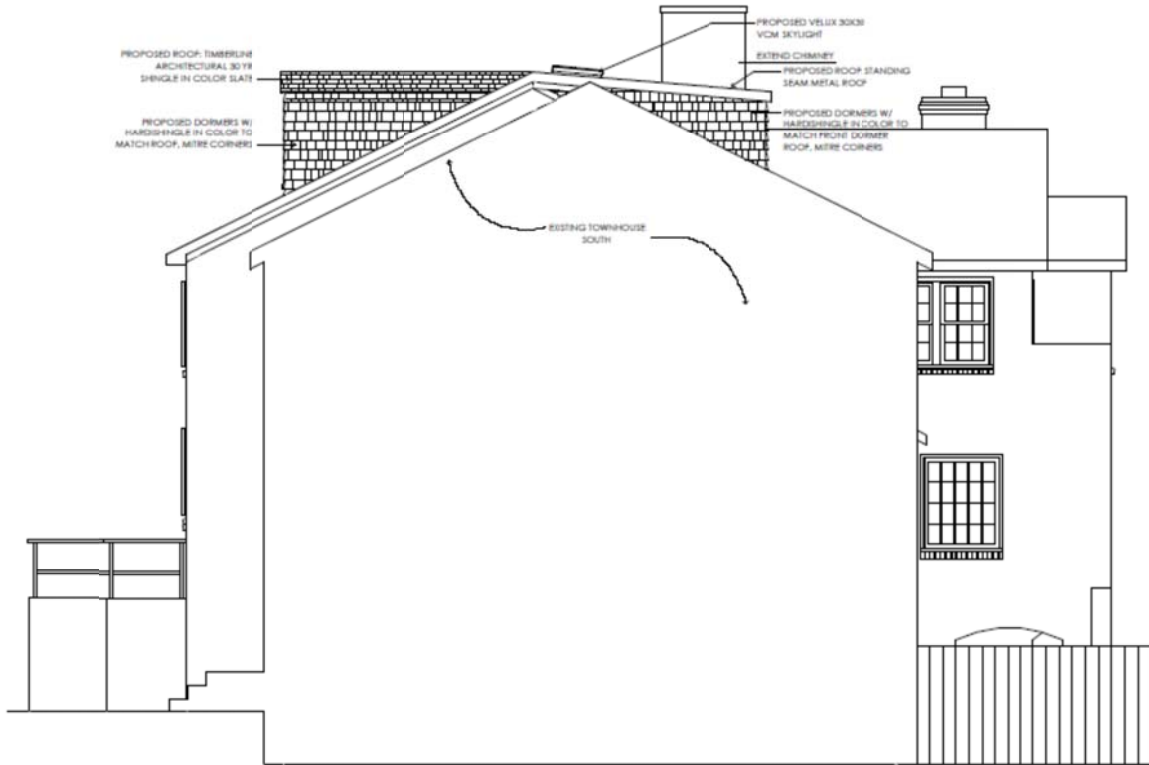 PROPOSED ROOF: TIMBERLINE
ARCHITECTURAL 30 YR
SHINGLE IN COLOR SLATE
PROPOSED DORMERS W/
HARDISHINGLE IN COLOR TO
MATCH ROOF, MITRE CORNERS
PROPOSED VELUX 30X30
VCM SKYLIGHT
EXTEND CHIMNEY
PROPOSED ROOF STANDING
SEAM METAL ROOF
PROPOSED DORMERS W/
HARDISHINGLE IN COLOR TO
MATCH FRONT DORMER
ROOF, MITRE CORNERS
EXISTING TOWNHOUSE
SOUTH